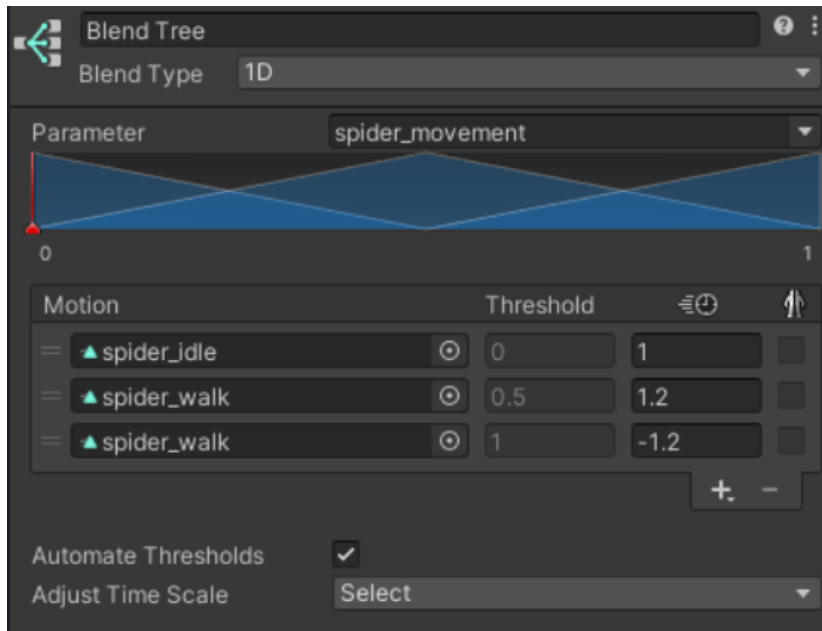 Blend Tree
Blend Type 1D
Parameter spider_movement
0 1
Motion Threshold
spider_idle 0 1
spider_walk 0.5 1.2
spider_walk 1 -1.2
+ -
Automate Thresholds
Adjust Time Scale Select